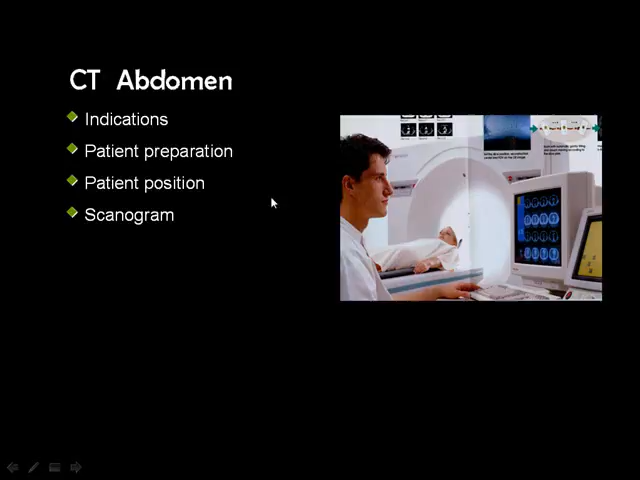 CT Abdomen
Indications
Patient preparation
Patient position
Scanogram